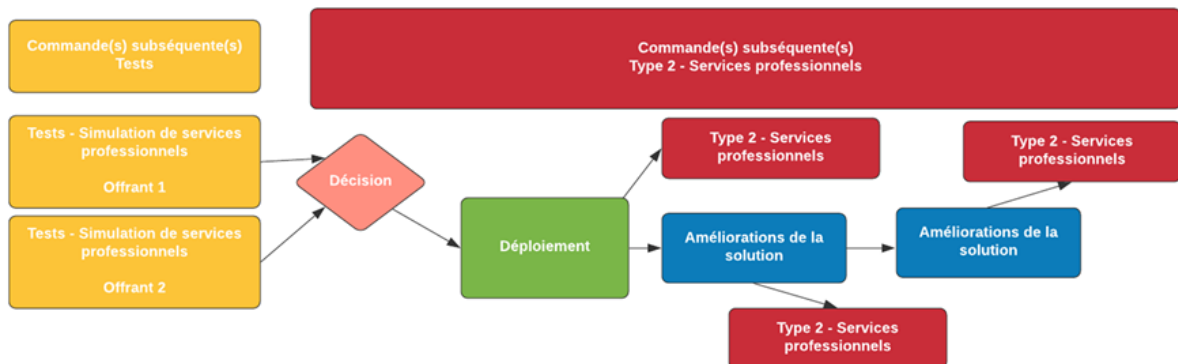 Commande(s) subséquente(s)
Tests
Commande(s) subséquente(s)
Type 2 - Services professionnels
Tests - Simulation de services
professionnels
Offrant 1
Tests - Simulation de services
professionnels
Offrant 2
Décision
Déploiement
Type 2 - Services
professionnels
Améliorations de la
solution
Type 2 - Services
professionnels
Améliorations de la
solution
Type 2 - Services
professionnels